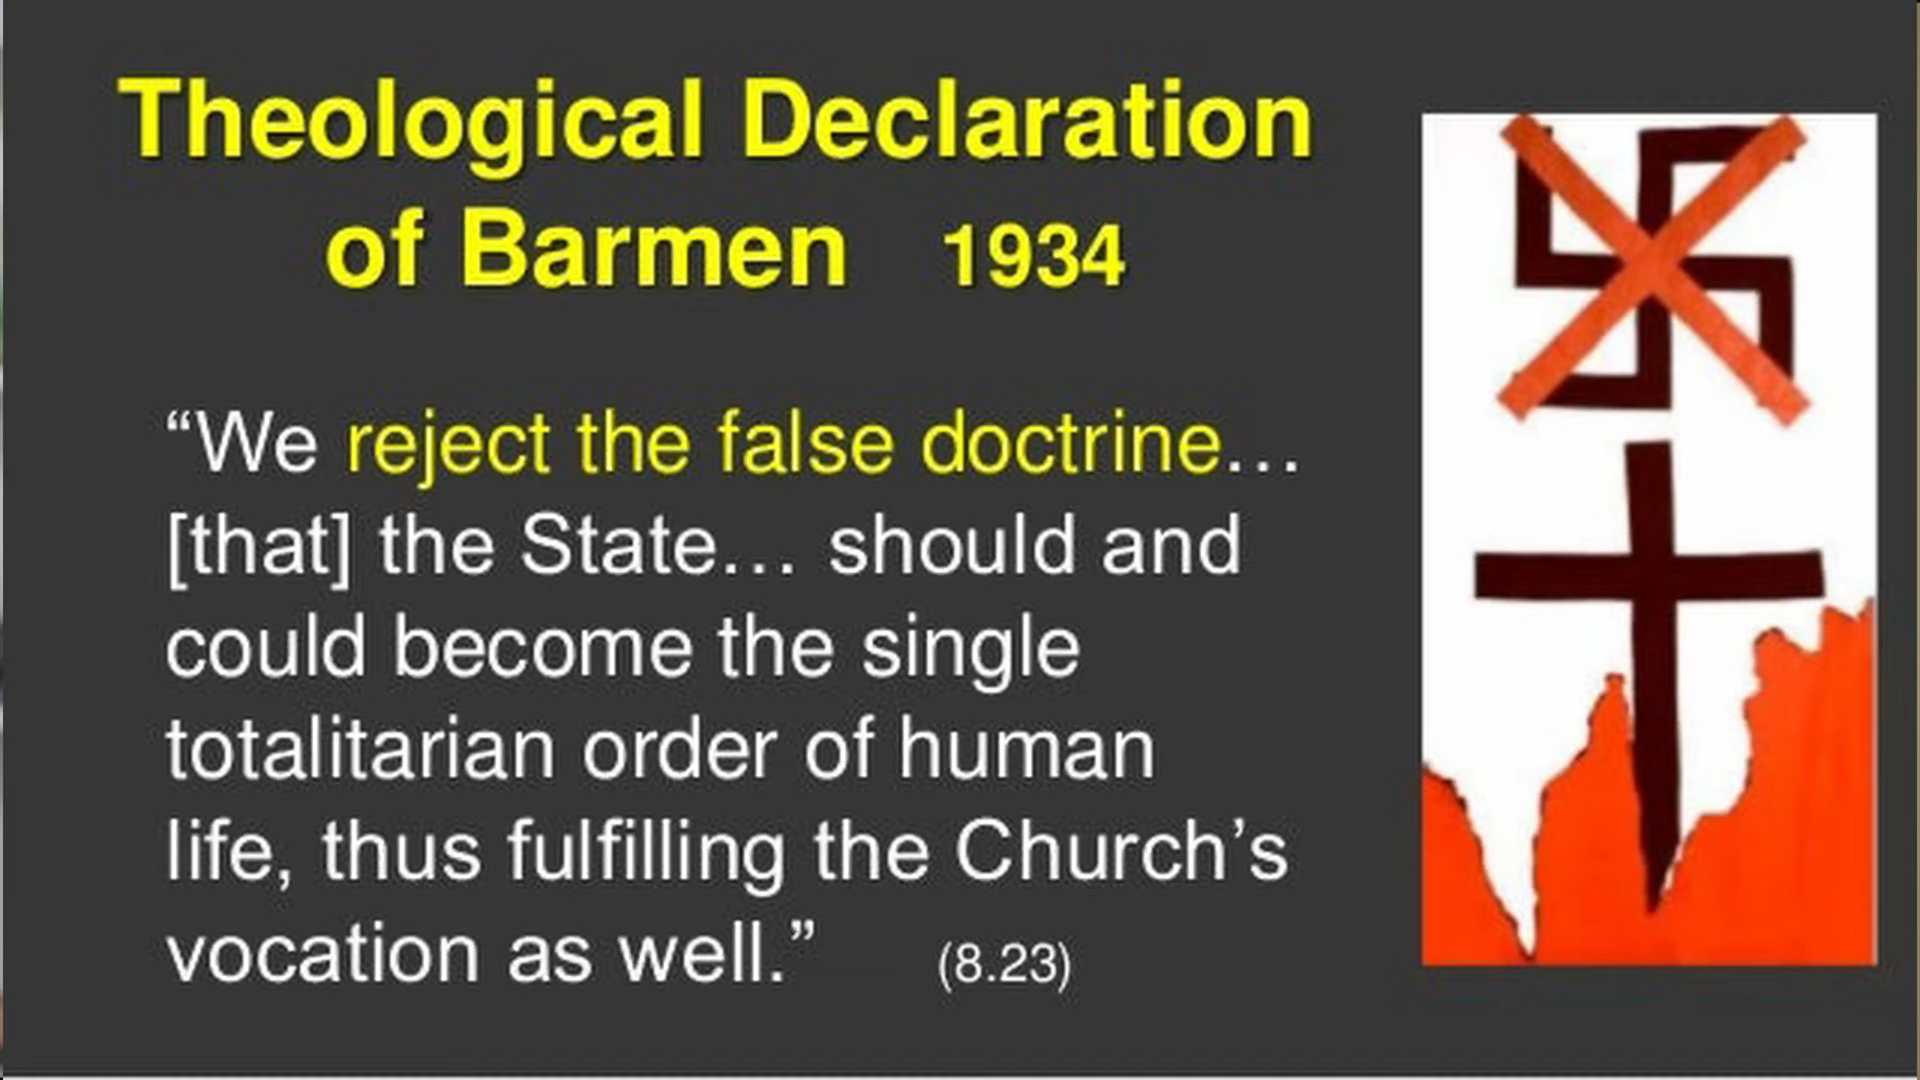 Theological Declaration
of Barmen 1934
“We reject the false doctrine…
[that] the State… should and
could become the single
totalitarian order of human
life, thus fulfilling the Church’s
vocation as well.” (8.23)